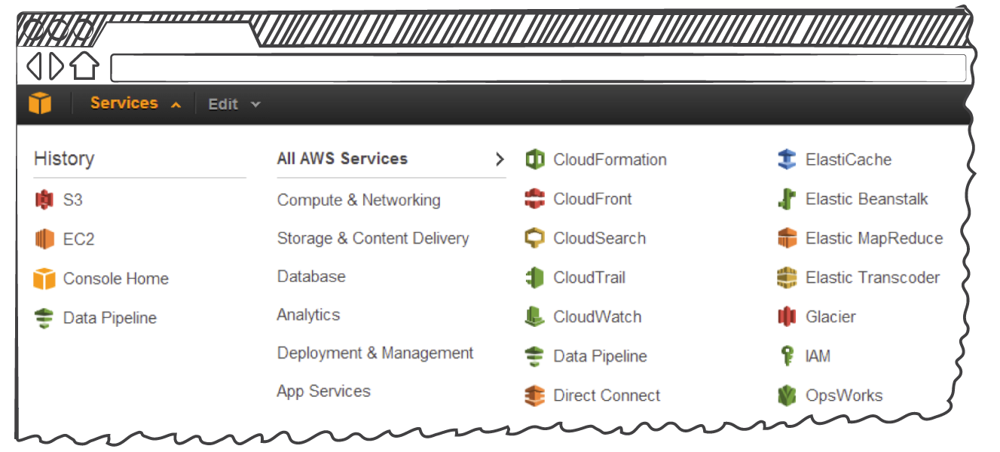 Services
Edit
History
S3
EC2
Console Home
Data Pipeline
All AWS Services
Compute & Networking
Storage & Content Delivery
Database
Analytics
Deployment & Management
App Services
CloudFormation
CloudFront
CloudSearch
CloudTrail
CloudWatch
Data Pipeline
Direct Connect
ElastiCache
Elastic Beanstalk
Elastic MapReduce
Elastic Transcoder
Glacier
IAM
OpsWorks